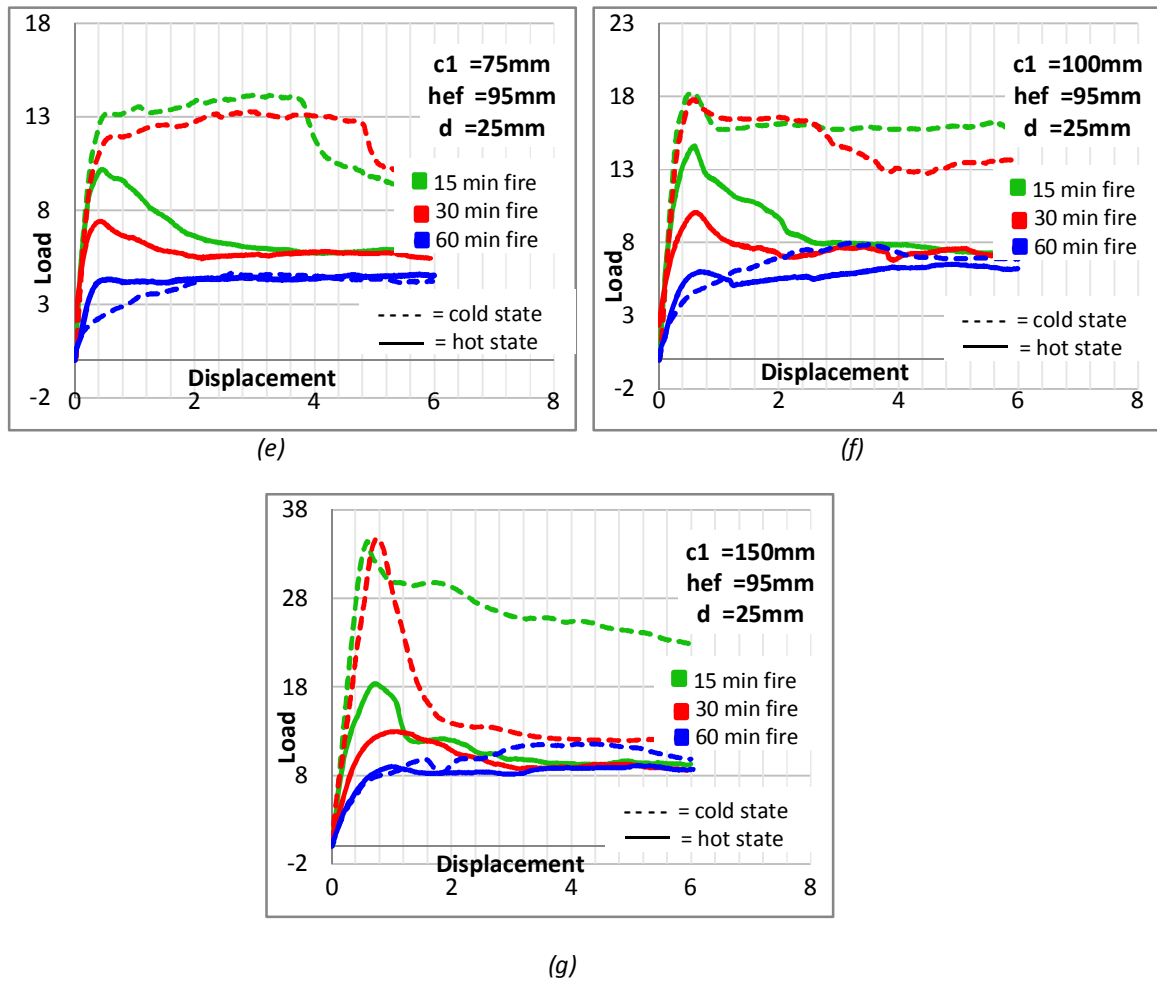 18
13
8
3
-2
Load
c1 =75mm
hef =95mm
d =25mm
15 min fire
30 min fire
60 min fire
= cold state
= hot state
Displacement
0 2 4 6 8
(e)
23
18
13
8
3
-2
Load
c1 =100mm
hef =95mm
d =25mm
15 min fire
30 min fire
60 min fire
= cold state
= hot state
Displacement
0 2 4 6 8
(f)
38
28
18
8
-2
Load
c1 =150mm
hef =95mm
d =25mm
15 min fire
30 min fire
60 min fire
= cold state
= hot state
Displacement
0 2 4 6 8
(g)